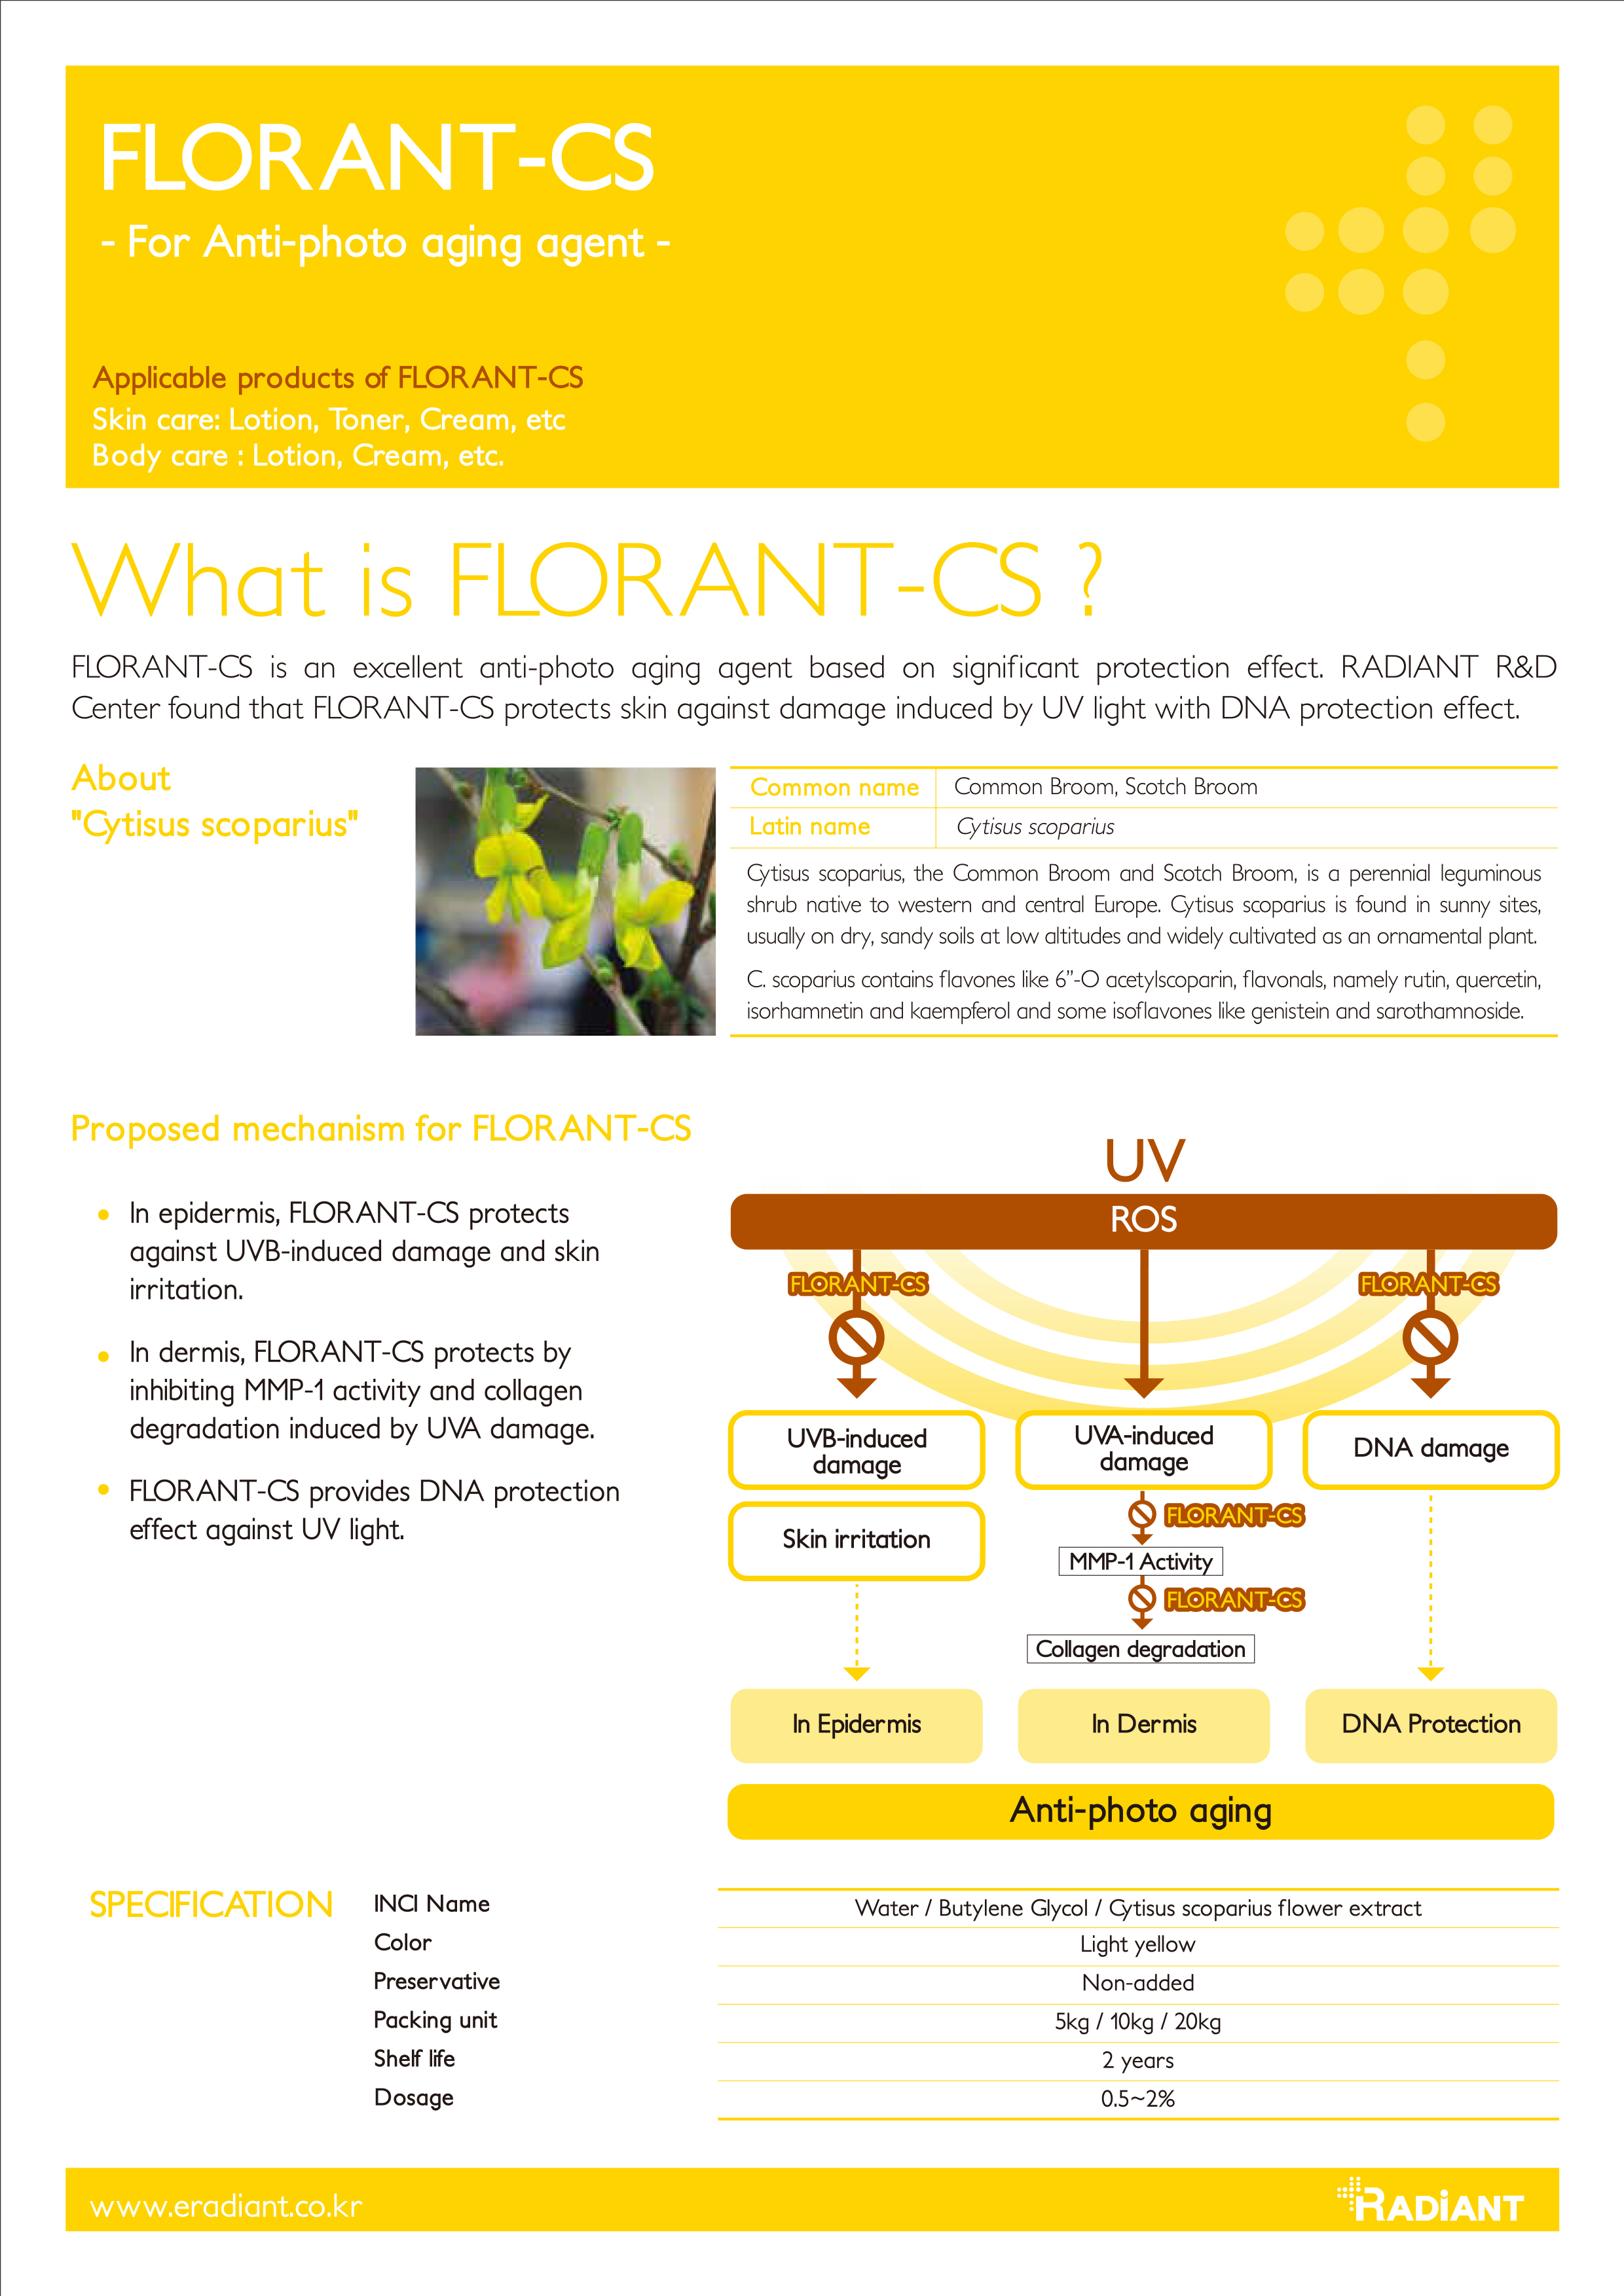 FLORANT-CS
- For Anti-photo aging agent -
Applicable products of FLORANT-CS
Skin care: Lotion, Toner, Cream, etc
Body care : Lotion, Cream, etc.
What is FLORANT-CS ?
FLORANT-CS is an excellent anti-photo aging agent based on significant protection effect. RADIANT R&D
Center found that FLORANT-CS protects skin against damage induced by UV light with DNA protection effect.
About
"Cytisus scoparius"
Common name Common Broom, Scotch Broom
Latin name Cytisus scoparius
Cytisus scoparius, the Common Broom and Scotch Broom, is a perennial leguminous
shrub native to western and central Europe. Cytisus scoparius is found in sunny sites,
usually on dry, sandy soils at low altitudes and widely cultivated as an ornamental plant.
C. scoparius contains flavones like 6”-O acetylscoparin, flavonals, namely rutin, quercetin,
isorhamnetin and kaempferol and some isoflavones like genistein and sarothamnoside.
Proposed mechanism for FLORANT-CS
In epidermis, FLORANT-CS protects
against UVB-induced damage and skin
irritation.
In dermis, FLORANT-CS protects by
inhibiting MMP-1 activity and collagen
degradation induced by UVA damage.
FLORANT-CS provides DNA protection
effect against UV light.
UV
ROS
FLORANT-CS FLORANT-CS
UVB-induced
damage
UVA-induced
damage
DNA damage
Skin irritation
FLORANT-CS
MMP-1 Activity
FLORANT-CS
Collagen degradation
In Epidermis In Dermis DNA Protection
Anti-photo aging
SPECIFICATION
INCI Name Water / Butylene Glycol / Cytisus scoparius flower extract
Color Light yellow
Preservative Non-added
Packing unit 5kg / 10kg / 20kg
Shelf life 2 years
Dosage 0.5~2%
www.eradiant.co.kr RADiANT